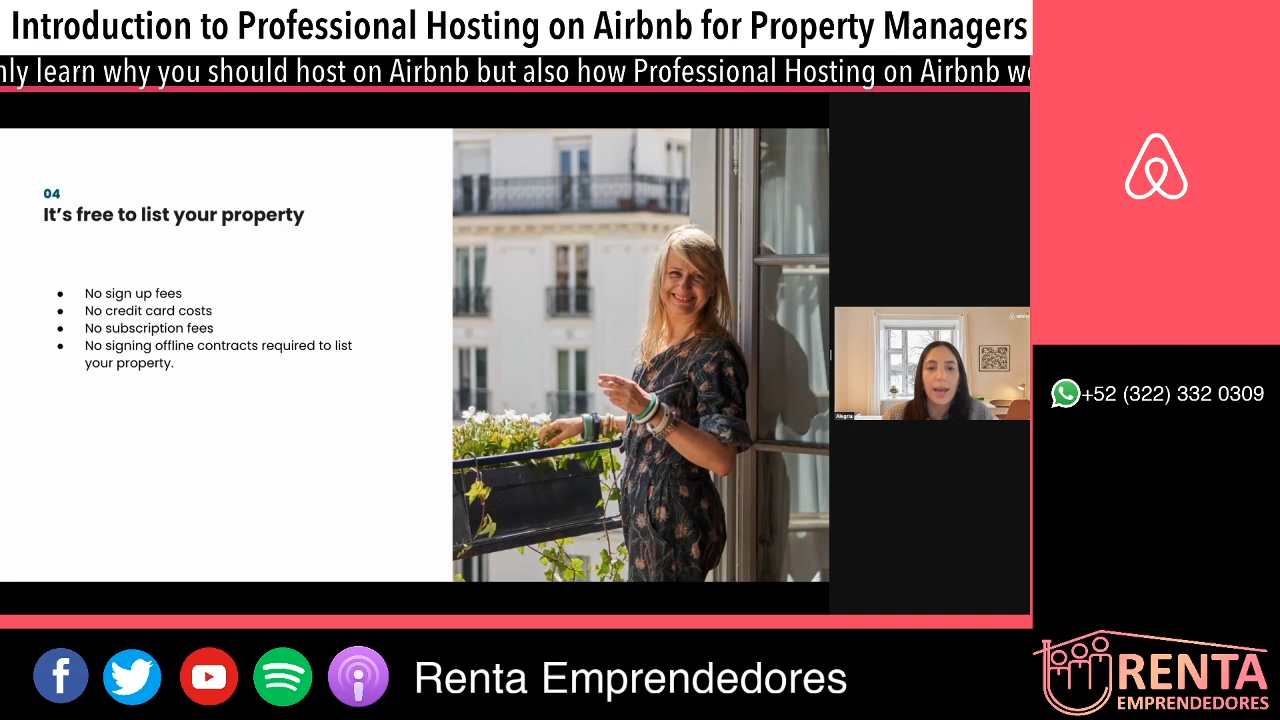 Introduction to Professional Hosting on Airbnb for Property Managers
nly learn why you should host on Airbnb but also how Professional Hosting on Airbnb we
04
It's free to list your property
● No sign up fees
● No credit card costs
● No subscription fees
● No signing offline contracts required to list
your property.
Alegria
+52 (322) 332 0309
Renta Emprendedores
RENTA
EMPRENDEDORES